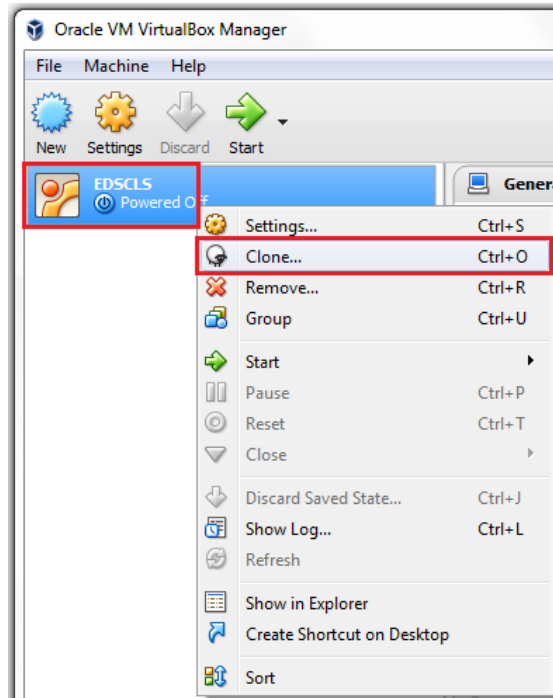 Oracle VM VirtualBox Manager
File Machine Help
New Settings Discard Start
EDSCLS
Powered Off
Settings... Ctrl+S
Clone... Ctrl+O
Remove... Ctrl+R
Group Ctrl+U
Start
Pause Ctrl+P
Reset Ctrl+T
Close
Discard Saved State... Ctrl+J
Show Log... Ctrl+L
Refresh
Show in Explorer
Create Shortcut on Desktop
Sort